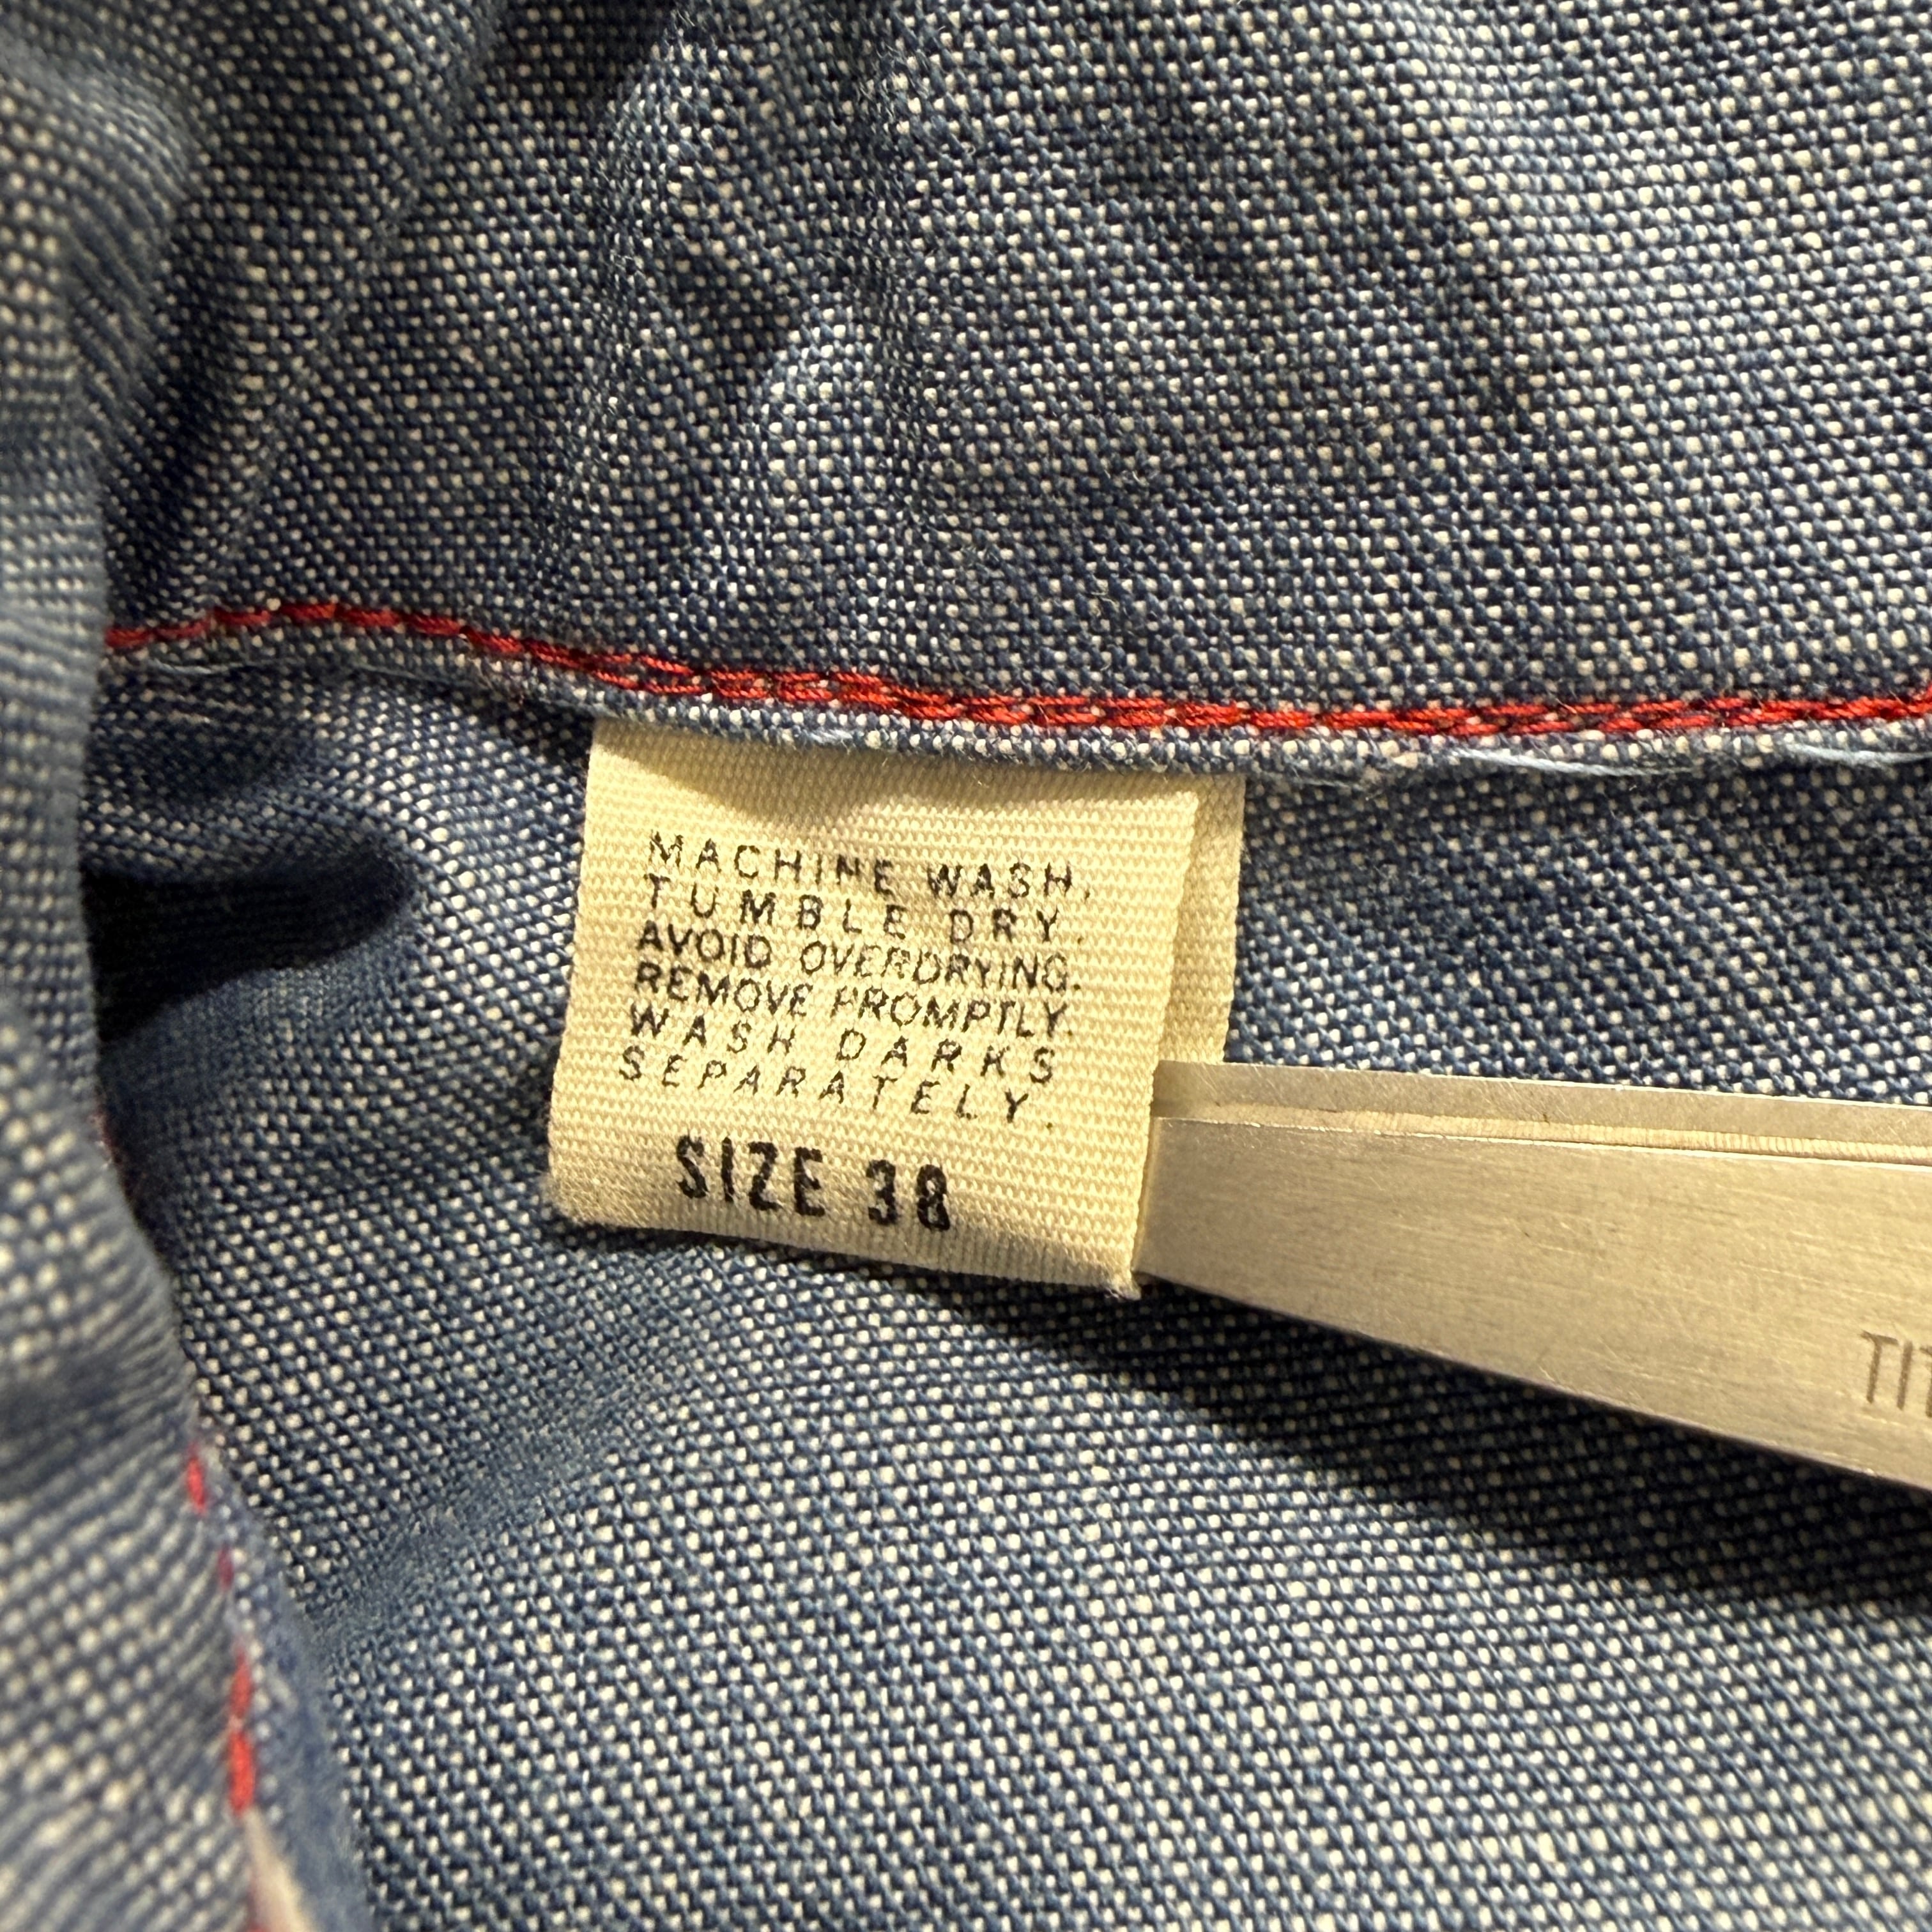 MACHINE WASH,
TUMBLE DRY.
AVOID OVERDRYING.
REMOVE PROMPTLY.
WASH DARKS
SEPARATELY.
SIZE 38